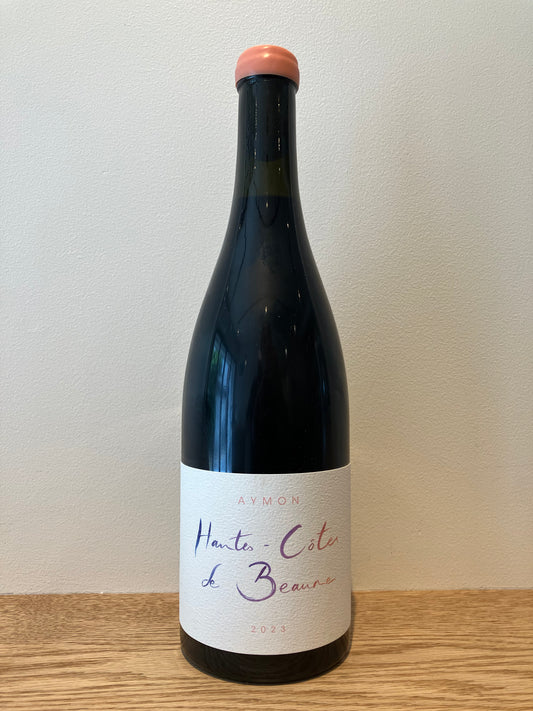 AYMON
Hautes-Côtes
de Beaune
2023